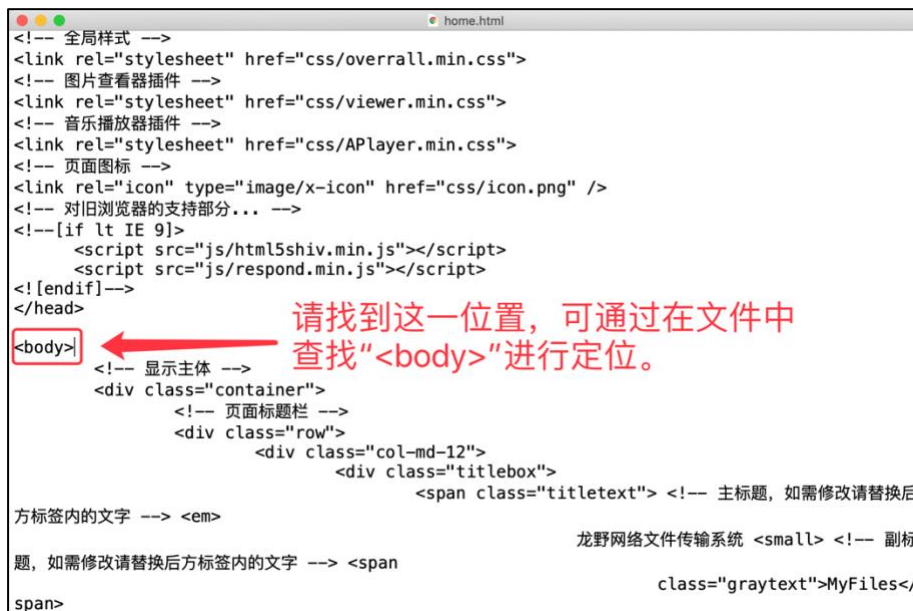 home.html
<!-- 全局样式 -->
<link rel="stylesheet" href="css/overrall.min.css">
<!-- 图片查看器插件 -->
<link rel="stylesheet" href="css/viewer.min.css">
<!-- 音乐播放器插件 -->
<link rel="stylesheet" href="css/APlayer.min.css">
<!-- 页面图标 -->
<link rel="icon" type="image/x-icon" href="css/icon.png" />
<!-- 对旧浏览器的支持部分... -->
<!--[if lt IE 9]>
<script src="js/html5shiv.min.js"></script>
<script src="js/respond.min.js"></script>
<![endif]-->
</head>
请找到这一位置，可通过在文件中
查找“<body>”进行定位。
<body>
<!-- 显示主体 -->
<div class="container">
<!-- 页面标题栏 -->
<div class="row">
<div class="col-md-12">
<div class="titlebox">
<span class="titletext"> <!-- 主标题，如需修改请替换后
方标签内的文字 --> <em>
龙野网络文件传输系统 <small> <!-- 副标
题，如需修改请替换后方标签内的文字 --> <span
class="graytext">MyFiles</
span>